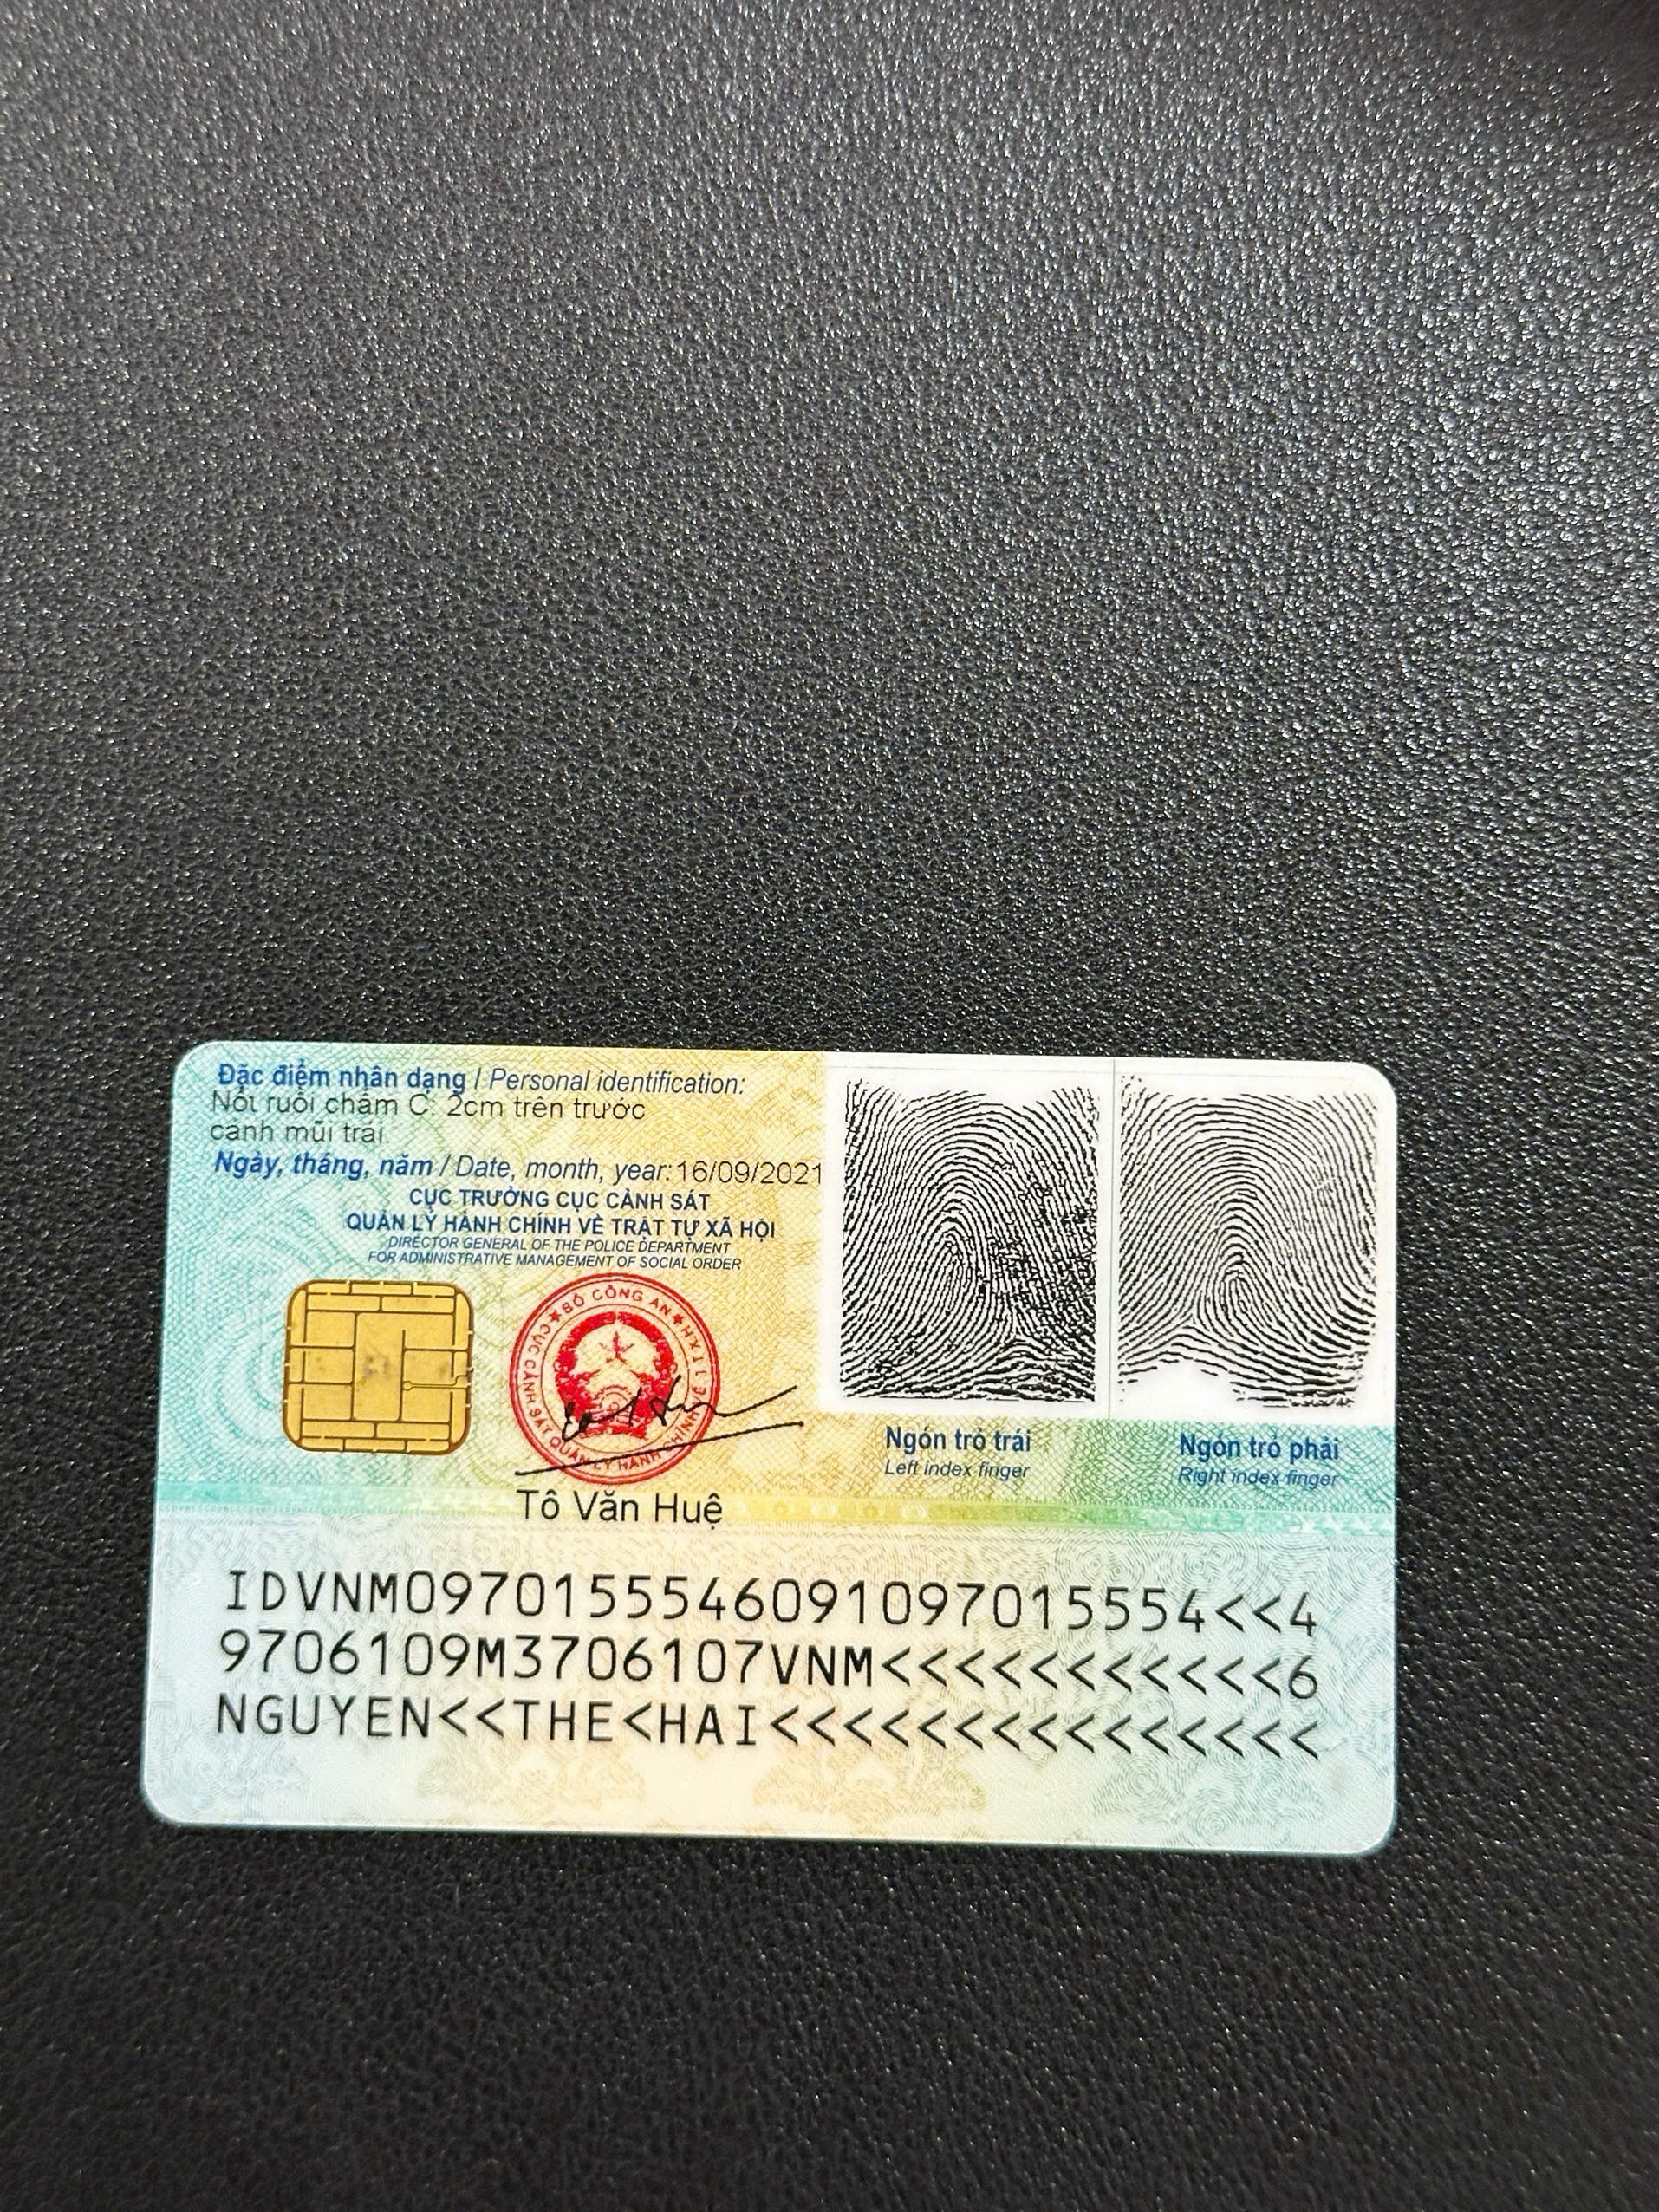 Đặc điểm nhân dạng / Personal identification:
Nốt ruồi chấm C: 2cm trên trước
cánh mũi trái
Ngày, tháng, năm / Date, month, year: 16/09/2021
CỤC TRƯỞNG CỤC CẢNH SÁT
QUẢN LÝ HÀNH CHÍNH VỀ TRẬT TỰ XÃ HỘI
DIRECTOR GENERAL OF THE POLICE DEPARTMENT
FOR ADMINISTRATIVE MANAGEMENT OF SOCIAL ORDER
BỘ CÔNG AN
CỤC CẢNH SÁT QUẢN LÝ HÀNH CHÍNH VỀ TTXH
Tô Văn Huệ
Ngón trỏ trái
Left index finger
Ngón trỏ phải
Right index finger
IDVNM0970155546091097015554<<4
9706109M3706107VNM<<<<<<<<<<<6
NGUYEN<<THE<HAI<<<<<<<<<<<<<<<